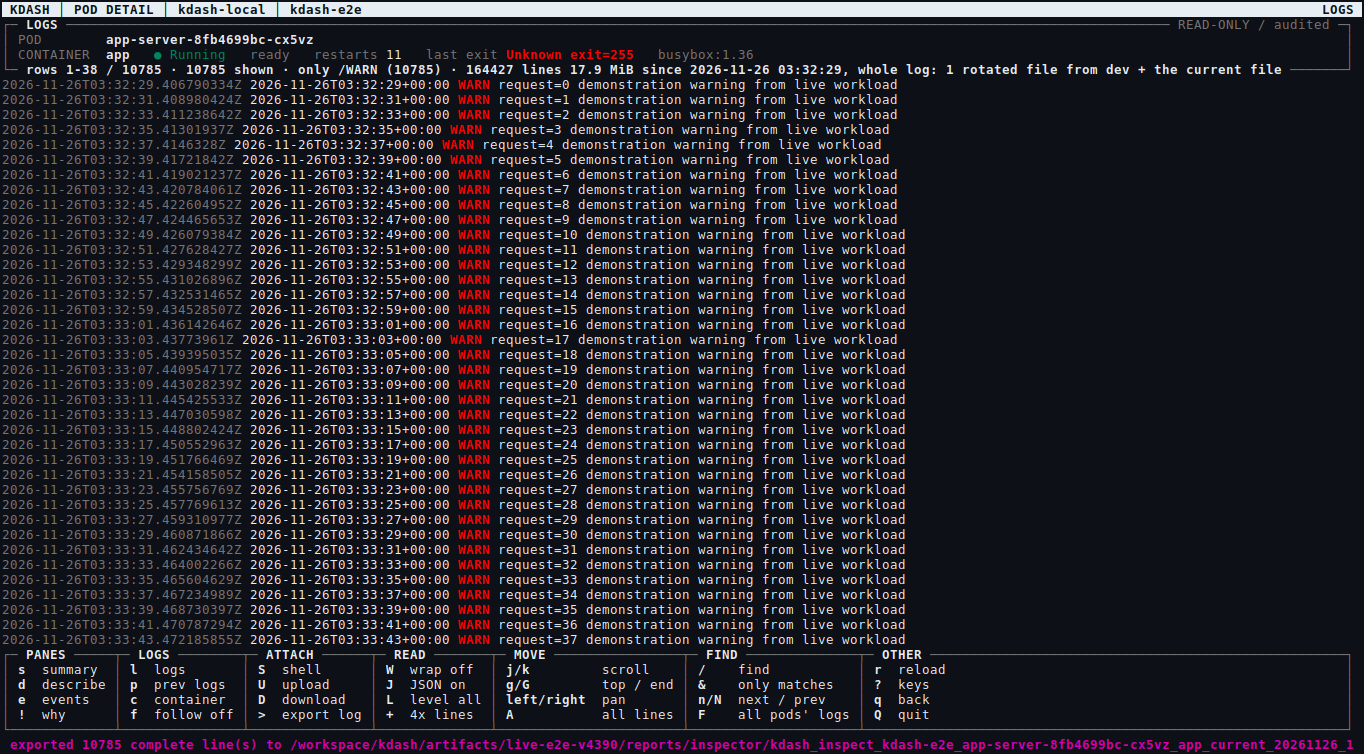 KDASH │ POD DETAIL │ kdash-local │ kdash-e2e LOGS
LOGS READ-ONLY / audited
POD app-server-8fb4699bc-cx5vz
CONTAINER app ● Running ready restarts 11 last exit Unknown exit=255 busybox:1.36
rows 1-38 / 10785 · 10785 shown · only /WARN (10785) · 164427 lines 17.9 MiB since 2026-11-26 03:32:29, whole log: 1 rotated file from dev + the current file
2026-11-26T03:32:29.406790334Z 2026-11-26T03:32:29+00:00 WARN request=0 demonstration warning from live workload
2026-11-26T03:32:31.408980424Z 2026-11-26T03:32:31+00:00 WARN request=1 demonstration warning from live workload
2026-11-26T03:32:33.411238642Z 2026-11-26T03:32:33+00:00 WARN request=2 demonstration warning from live workload
2026-11-26T03:32:35.41301937Z 2026-11-26T03:32:35+00:00 WARN request=3 demonstration warning from live workload
2026-11-26T03:32:37.4146328Z 2026-11-26T03:32:37+00:00 WARN request=4 demonstration warning from live workload
2026-11-26T03:32:39.41721842Z 2026-11-26T03:32:39+00:00 WARN request=5 demonstration warning from live workload
2026-11-26T03:32:41.419021237Z 2026-11-26T03:32:41+00:00 WARN request=6 demonstration warning from live workload
2026-11-26T03:32:43.420784061Z 2026-11-26T03:32:43+00:00 WARN request=7 demonstration warning from live workload
2026-11-26T03:32:45.422604952Z 2026-11-26T03:32:45+00:00 WARN request=8 demonstration warning from live workload
2026-11-26T03:32:47.424465653Z 2026-11-26T03:32:47+00:00 WARN request=9 demonstration warning from live workload
2026-11-26T03:32:49.426079384Z 2026-11-26T03:32:49+00:00 WARN request=10 demonstration warning from live workload
2026-11-26T03:32:51.427628427Z 2026-11-26T03:32:51+00:00 WARN request=11 demonstration warning from live workload
2026-11-26T03:32:53.429348299Z 2026-11-26T03:32:53+00:00 WARN request=12 demonstration warning from live workload
2026-11-26T03:32:55.431026896Z 2026-11-26T03:32:55+00:00 WARN request=13 demonstration warning from live workload
2026-11-26T03:32:57.432531465Z 2026-11-26T03:32:57+00:00 WARN request=14 demonstration warning from live workload
2026-11-26T03:32:59.434528507Z 2026-11-26T03:32:59+00:00 WARN request=15 demonstration warning from live workload
2026-11-26T03:33:01.436142646Z 2026-11-26T03:33:01+00:00 WARN request=16 demonstration warning from live workload
2026-11-26T03:33:03.43773961Z 2026-11-26T03:33:03+00:00 WARN request=17 demonstration warning from live workload
2026-11-26T03:33:05.439395035Z 2026-11-26T03:33:05+00:00 WARN request=18 demonstration warning from live workload
2026-11-26T03:33:07.440954717Z 2026-11-26T03:33:07+00:00 WARN request=19 demonstration warning from live workload
2026-11-26T03:33:09.443028239Z 2026-11-26T03:33:09+00:00 WARN request=20 demonstration warning from live workload
2026-11-26T03:33:11.445425533Z 2026-11-26T03:33:11+00:00 WARN request=21 demonstration warning from live workload
2026-11-26T03:33:13.447030598Z 2026-11-26T03:33:13+00:00 WARN request=22 demonstration warning from live workload
2026-11-26T03:33:15.448802424Z 2026-11-26T03:33:15+00:00 WARN request=23 demonstration warning from live workload
2026-11-26T03:33:17.450552963Z 2026-11-26T03:33:17+00:00 WARN request=24 demonstration warning from live workload
2026-11-26T03:33:19.451766469Z 2026-11-26T03:33:19+00:00 WARN request=25 demonstration warning from live workload
2026-11-26T03:33:21.454158505Z 2026-11-26T03:33:21+00:00 WARN request=26 demonstration warning from live workload
2026-11-26T03:33:23.455756769Z 2026-11-26T03:33:23+00:00 WARN request=27 demonstration warning from live workload
2026-11-26T03:33:25.457769613Z 2026-11-26T03:33:25+00:00 WARN request=28 demonstration warning from live workload
2026-11-26T03:33:27.459310977Z 2026-11-26T03:33:27+00:00 WARN request=29 demonstration warning from live workload
2026-11-26T03:33:29.460871866Z 2026-11-26T03:33:29+00:00 WARN request=30 demonstration warning from live workload
2026-11-26T03:33:31.462434642Z 2026-11-26T03:33:31+00:00 WARN request=31 demonstration warning from live workload
2026-11-26T03:33:33.464002266Z 2026-11-26T03:33:33+00:00 WARN request=32 demonstration warning from live workload
2026-11-26T03:33:35.465604629Z 2026-11-26T03:33:35+00:00 WARN request=33 demonstration warning from live workload
2026-11-26T03:33:37.467234989Z 2026-11-26T03:33:37+00:00 WARN request=34 demonstration warning from live workload
2026-11-26T03:33:39.468730397Z 2026-11-26T03:33:39+00:00 WARN request=35 demonstration warning from live workload
2026-11-26T03:33:41.470787294Z 2026-11-26T03:33:41+00:00 WARN request=36 demonstration warning from live workload
2026-11-26T03:33:43.472185855Z 2026-11-26T03:33:43+00:00 WARN request=37 demonstration warning from live workload
PANES LOGS ATTACH READ MOVE FIND OTHER
s summary l logs S shell W wrap off j/k scroll / find r reload
d describe p prev logs U upload J JSON on g/G top / end & only matches ? keys
e events c container D download L level all left/right pan n/N next / prev q back
! why f follow off > export log + 4x lines A all lines F all pods' logs Q quit
exported 10785 complete line(s) to /workspace/kdash/artifacts/live-e2e-v4390/reports/inspector/kdash_inspect_kdash-e2e_app-server-8fb4699bc-cx5vz_app_current_20261126_1